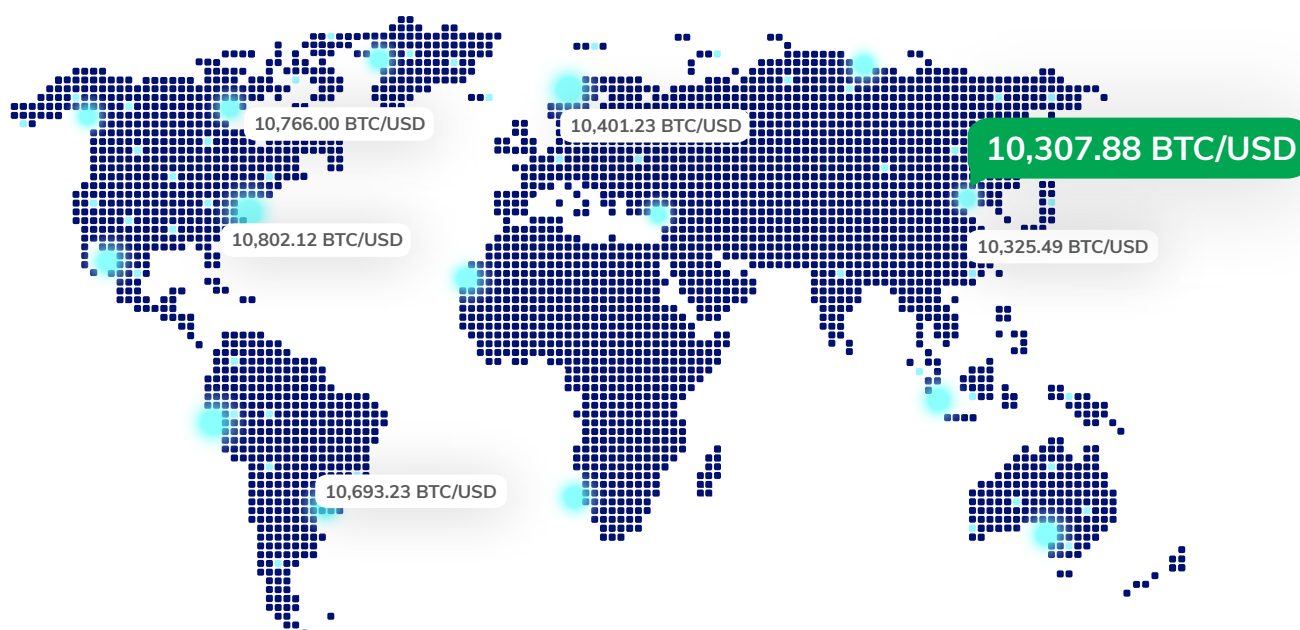 10,766.00 BTC/USD
10,401.23 BTC/USD
10,307.88 BTC/USD
10,802.12 BTC/USD
10,325.49 BTC/USD
10,693.23 BTC/USD